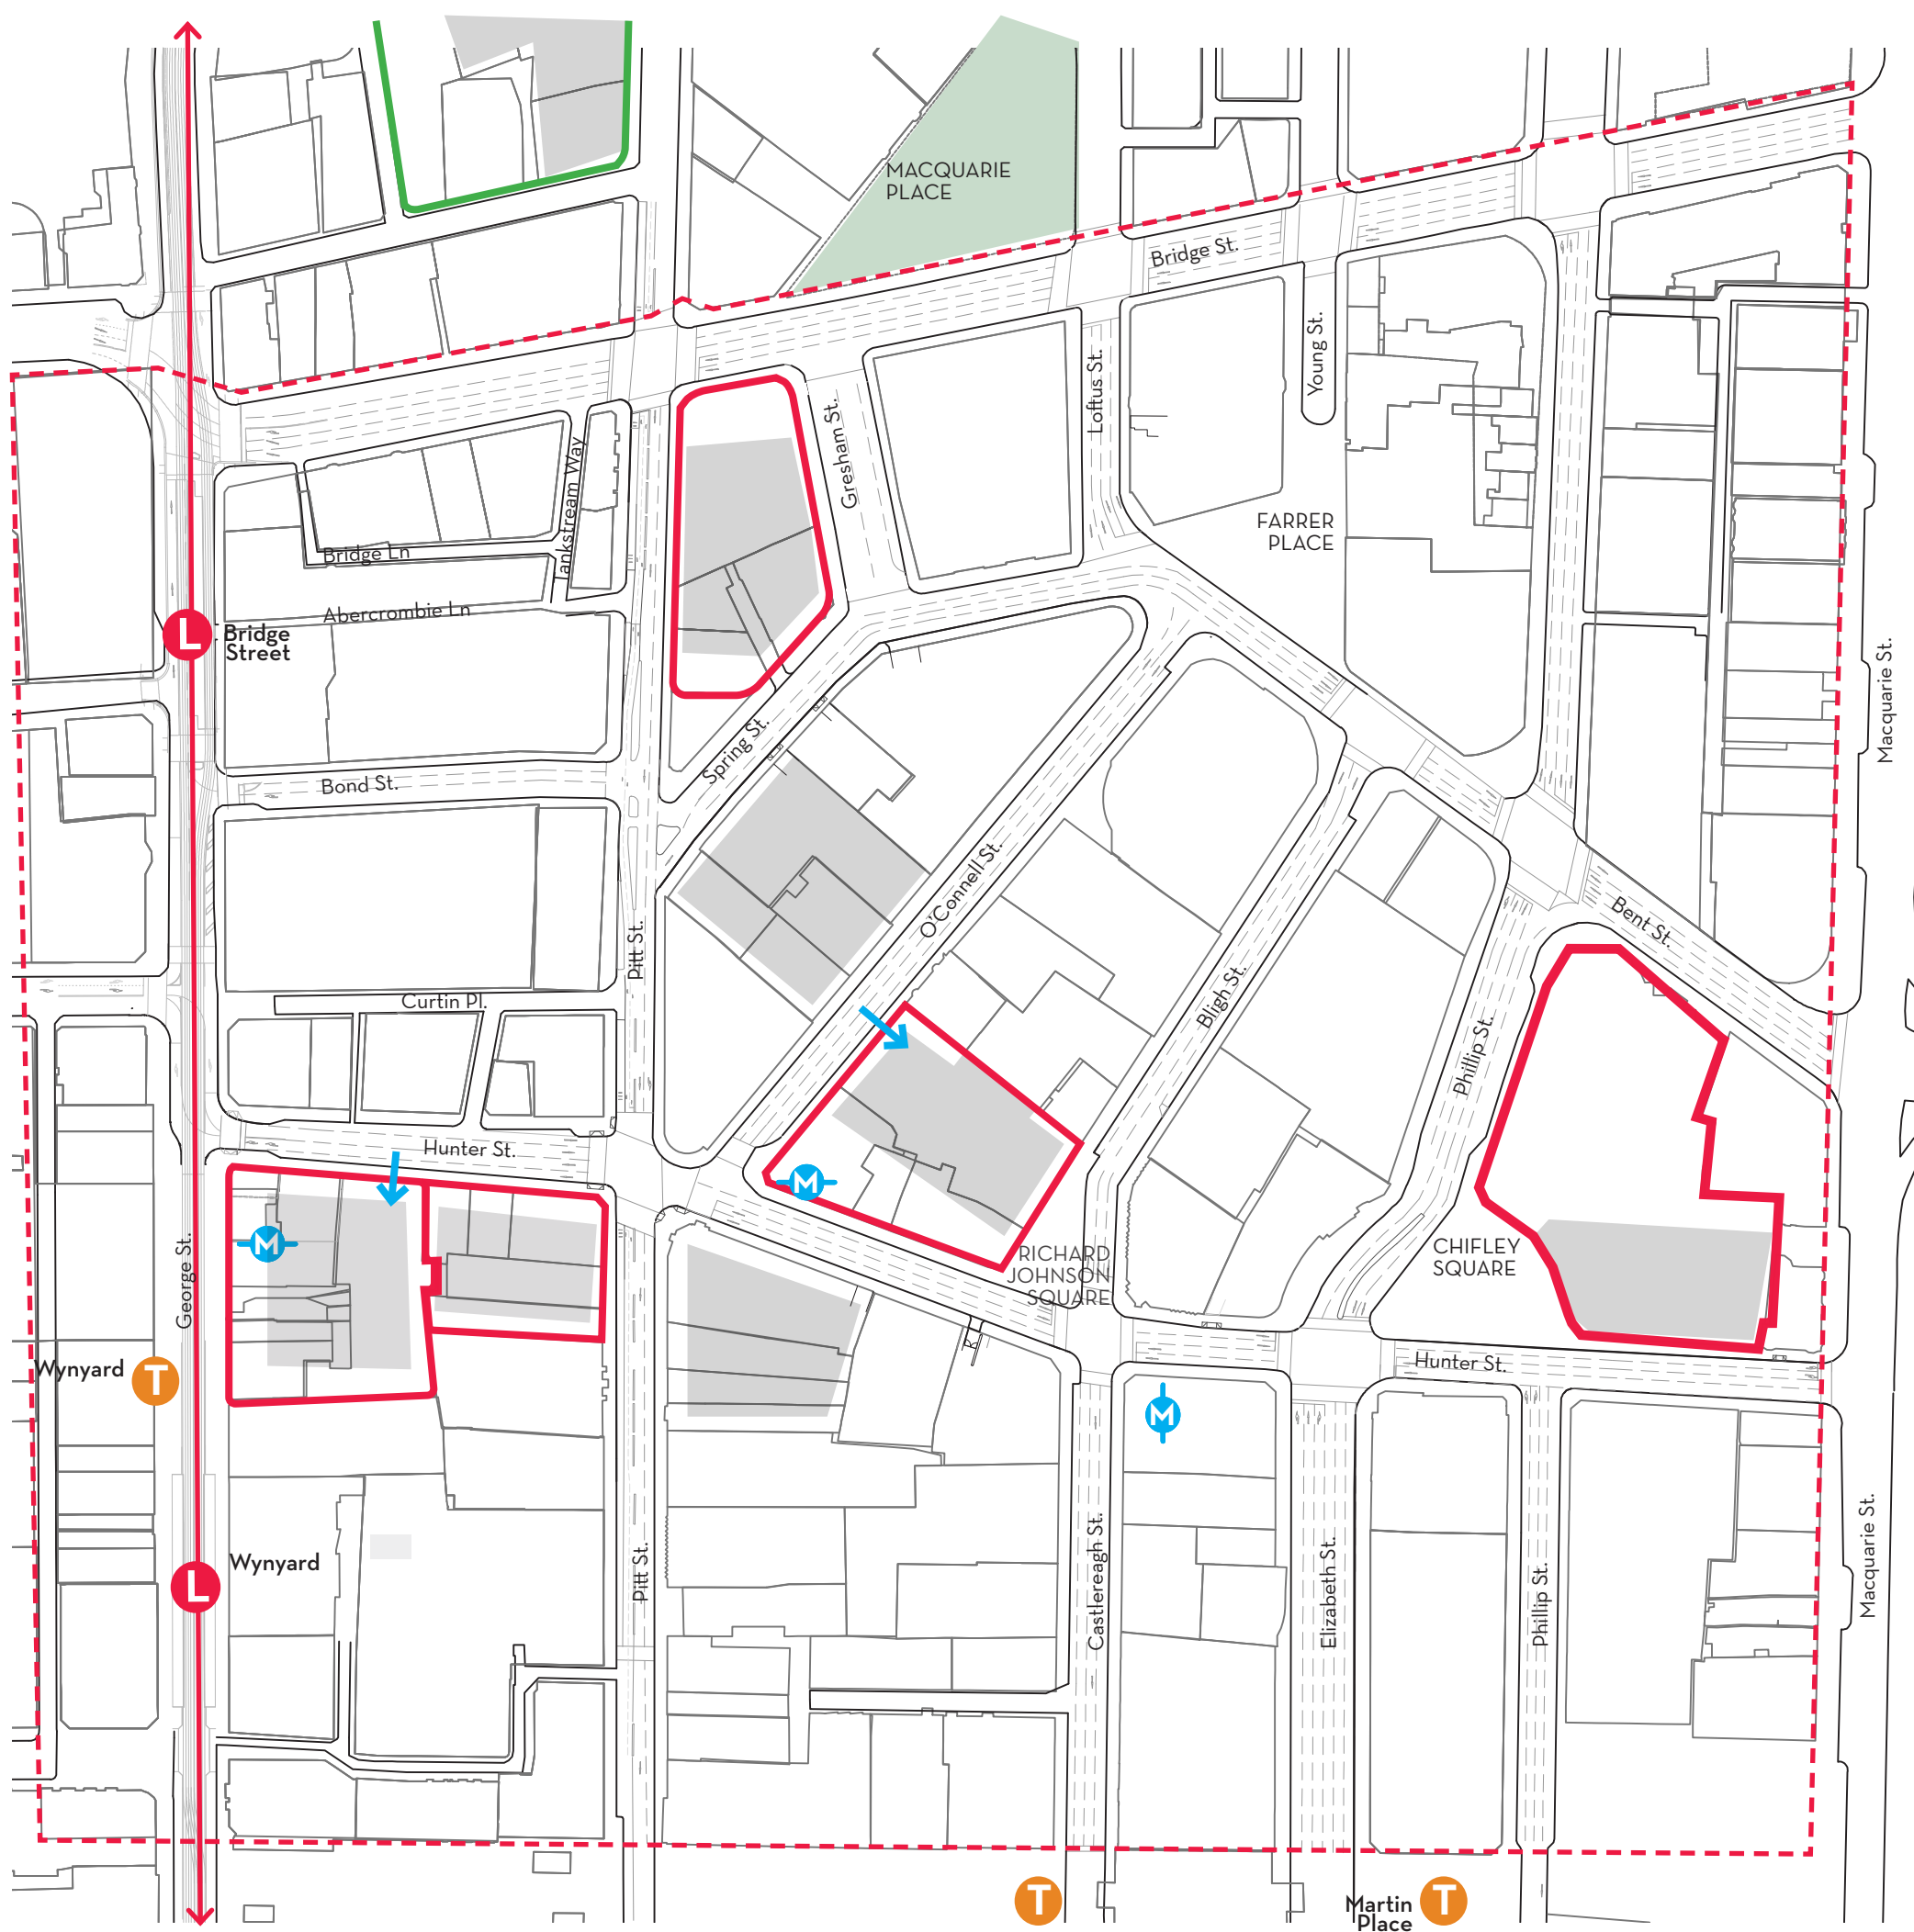 MACQUARIE
PLACE
Bridge St.
Young St.
Loftus St.
Gresham St.
Tankstream Way
Bridge Ln
FARRER
PLACE
Abercrombie Ln
L
Bridge
Street
Macquarie St.
Spring St.
Bond St.
O'Connell St.
Bent St.
Pitt St.
Bligh St.
Curtin Pl.
Phillip St.
Hunter St.
M
M
George St.
RICHARD
JOHNSON
SQUARE
CHIFLEY
SQUARE
Wynyard
T
Hunter St.
M
L
Wynyard
Pitt St.
Castlereagh St.
Elizabeth St.
Phillip St.
Macquarie St.
T
Martin
Place
T